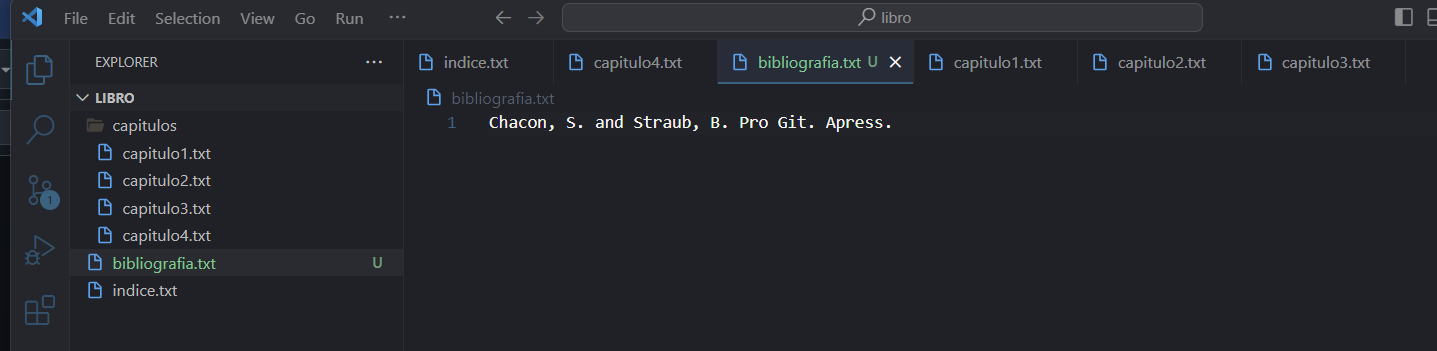 File Edit Selection View Go Run ···
libro
EXPLORER ···
indice.txt capitulo4.txt bibliografia.txt U capitulo1.txt capitulo2.txt capitulo3.txt
LIBRO
bibliografia.txt
capitulos
1 Chacon, S. and Straub, B. Pro Git. Apress.
capitulo1.txt
capitulo2.txt
1
capitulo3.txt
capitulo4.txt
bibliografia.txt U
indice.txt